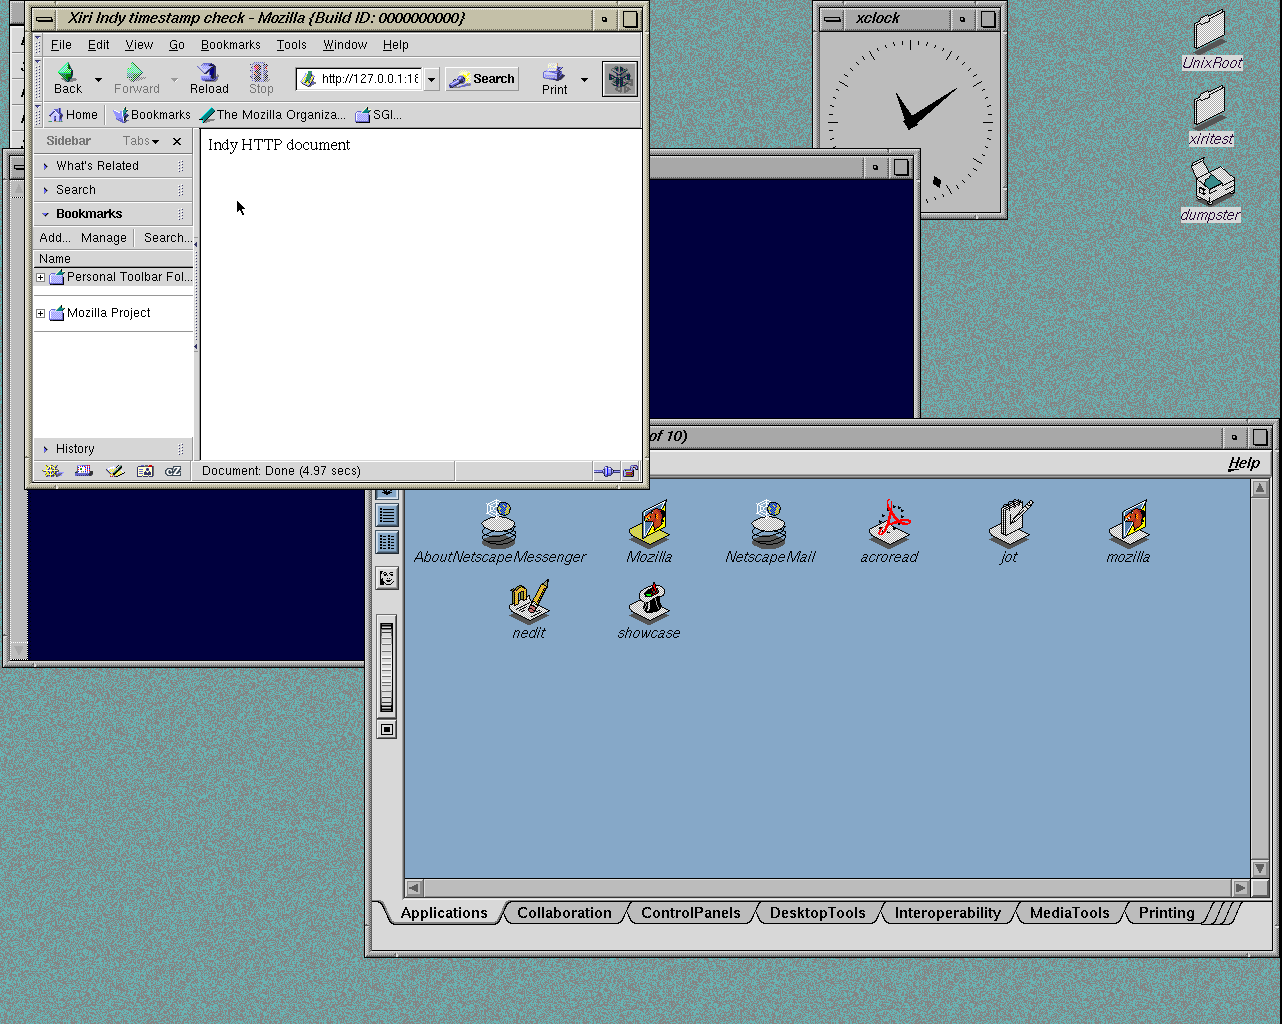 Xiri Indy timestamp check - Mozilla {Build ID: 0000000000}
File Edit View Go Bookmarks Tools Window Help
Back Forward Reload Stop http://127.0.0.1:18 Search Print
Home Bookmarks The Mozilla Organiza... SGI...
Sidebar Tabs
What's Related
Search
Bookmarks
Add... Manage Search...
Name
Personal Toolbar Fol...
Mozilla Project
History
Indy HTTP document
Document: Done (4.97 secs)
xclock
UnixRoot
xiritest
dumpster
of 10)
Help
AboutNetscapeMessenger Mozilla NetscapeMail acroread jot mozilla
nedit showcase
Applications Collaboration ControlPanels DesktopTools Interoperability MediaTools Printing